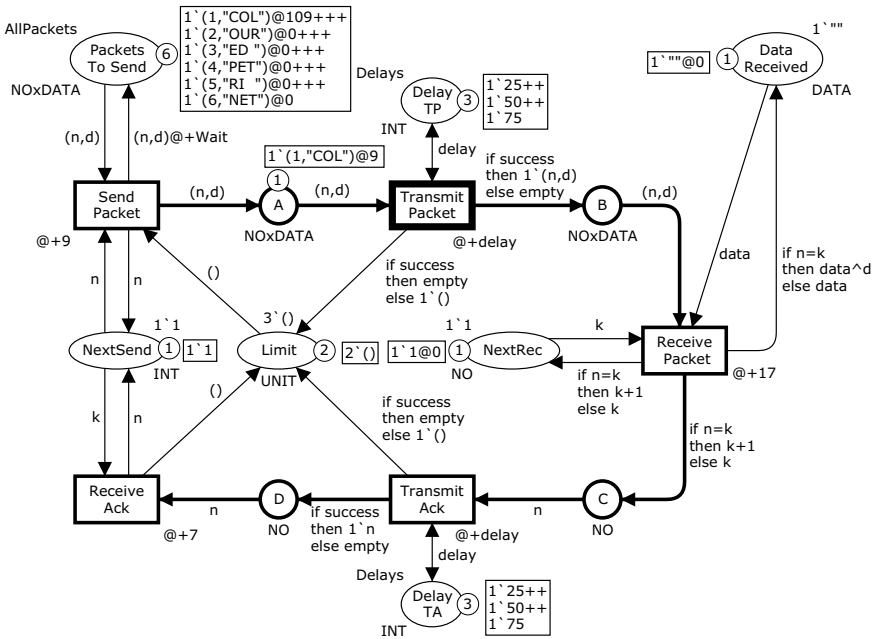 AllPackets
Packets
To Send
6
NOxDATA
1`(1,"COL")@109+++
1`(2,"OUR")@0+++
1`(3,"ED ")@0+++
1`(4,"PET")@0+++
1`(5,"RI  ")@0+++
1`(6,"NET")@0
Delays
Delay
TP
3
INT
1`25++
1`50++
1`75
1`""
1`""@0
1
Data
Received
DATA
(n,d)
(n,d)@+Wait
1`(1,"COL")@9
1
delay
if success
then 1`(n,d)
else empty
Send
Packet
@+9
(n,d)
A
NOxDATA
(n,d)
Transmit
Packet
@+delay
B
NOxDATA
(n,d)
data
if n=k
then data^d
else data
n
n
()
if success
then empty
else 1`()
1`1
NextSend
1
1`1
INT
3`()
Limit
2
2`()
UNIT
1`1
1`1@0
1
NextRec
NO
k
if n=k
then k+1
else k
Receive
Packet
@+17
k
n
()
if success
then empty
else 1`()
if n=k
then k+1
else k
Receive
Ack
@+7
n
D
NO
if success
then 1`n
else empty
Transmit
Ack
@+delay
n
C
NO
delay
Delays
Delay
TA
3
INT
1`25++
1`50++
1`75